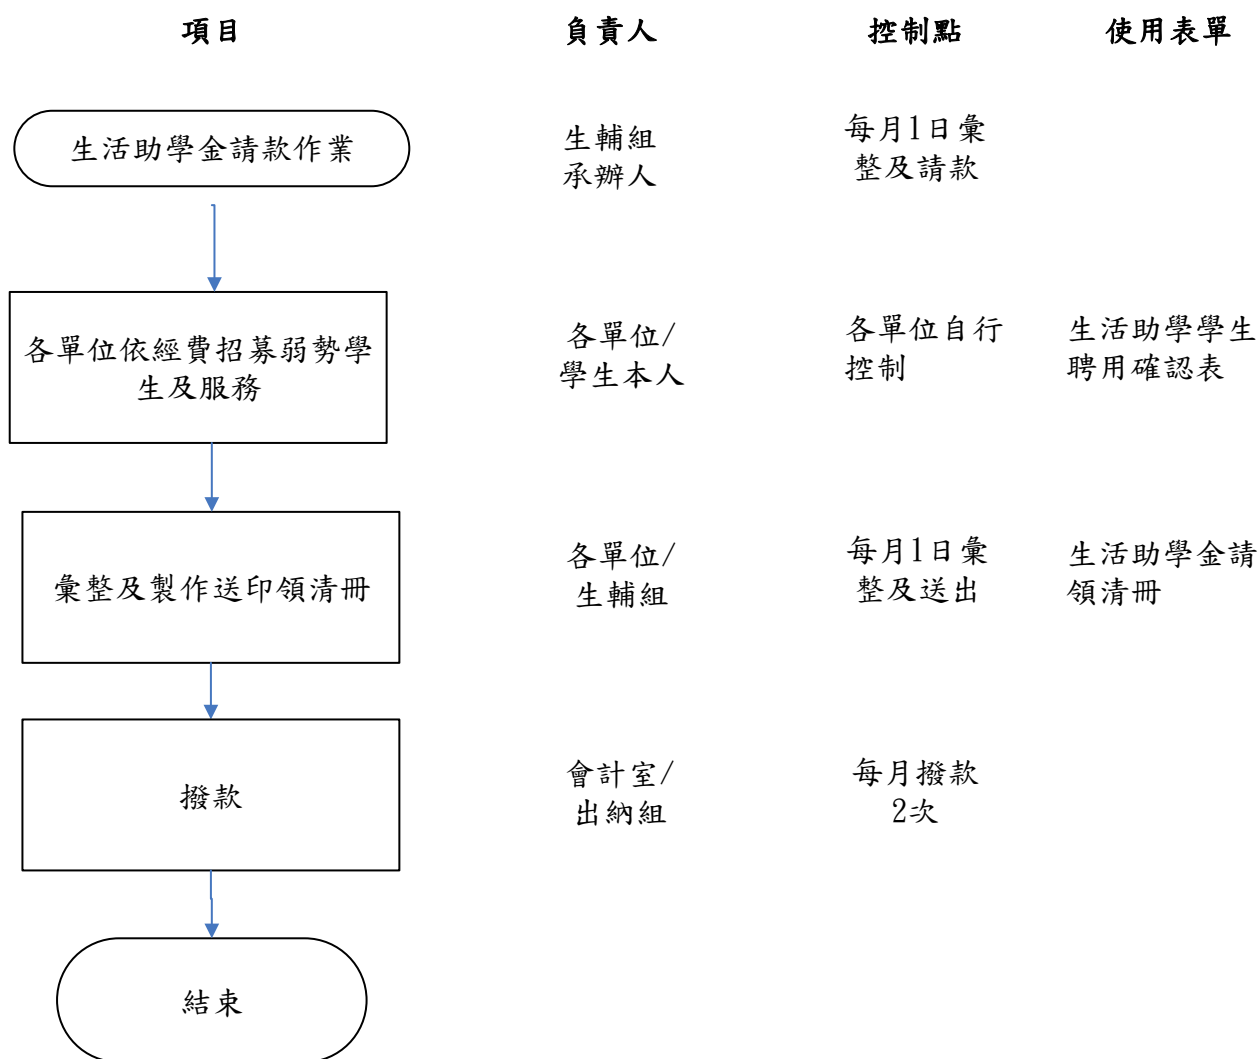 項目 負責人 控制點 使用表單
生活助學金請款作業
生輔組
承辦人
每月1日彙
整及請款
各單位依經費招募弱勢學
生及服務
各單位/
學生本人
各單位自行
控制
生活助學學生
聘用確認表
彙整及製作送印領清冊
各單位/
生輔組
每月1日彙
整及送出
生活助學金請
領清冊
撥款
會計室/
出納組
每月撥款
2次
結束